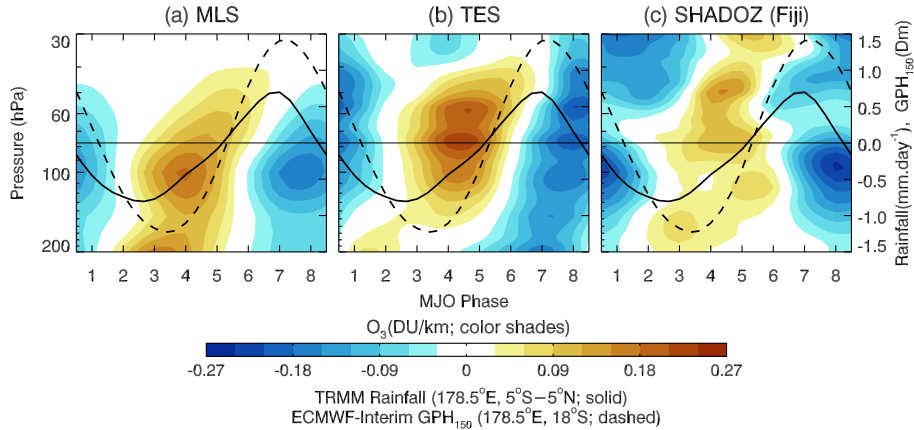 (a) MLS (b) TES (c) SHADOZ (Fiji)
30 1.5
1.0
60 0.5
0.0
100 -0.5
-1.0
200 -1.5
Pressure (hPa)
Rainfall(mm.day⁻¹), GPH₁₅₀(Dm)
1 2 3 4 5 6 7 8 1 2 3 4 5 6 7 8 1 2 3 4 5 6 7 8
MJO Phase
O₃(DU/km; color shades)
-0.27 -0.18 -0.09 0 0.09 0.18 0.27
TRMM Rainfall (178.5°E, 5°S−5°N; solid)
ECMWF-Interim GPH₁₅₀ (178.5°E, 18°S; dashed)